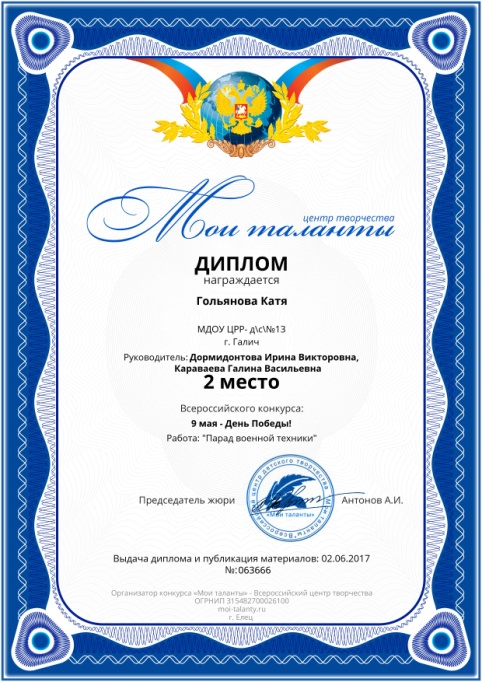 центр творчества
Мои таланты
ДИПЛОМ
награждается
Гольянова Катя
МДОУ ЦРР- д\с\№13
г. Галич
Руководитель: Дормидонтова Ирина Викторовна,
Караваева Галина Васильевна
2 место
Всероссийского конкурса:
9 мая - День Победы!
Работа: "Парад военной техники"
Председатель жюри
Антонов А.И.
«Мои таланты»
Выдача диплома и публикация материалов: 02.06.2017
№:063666
Организатор конкурса «Мои таланты» - Всероссийский центр творчества
ОГРНИП 315482700026100
moi-talanty.ru
г. Елец